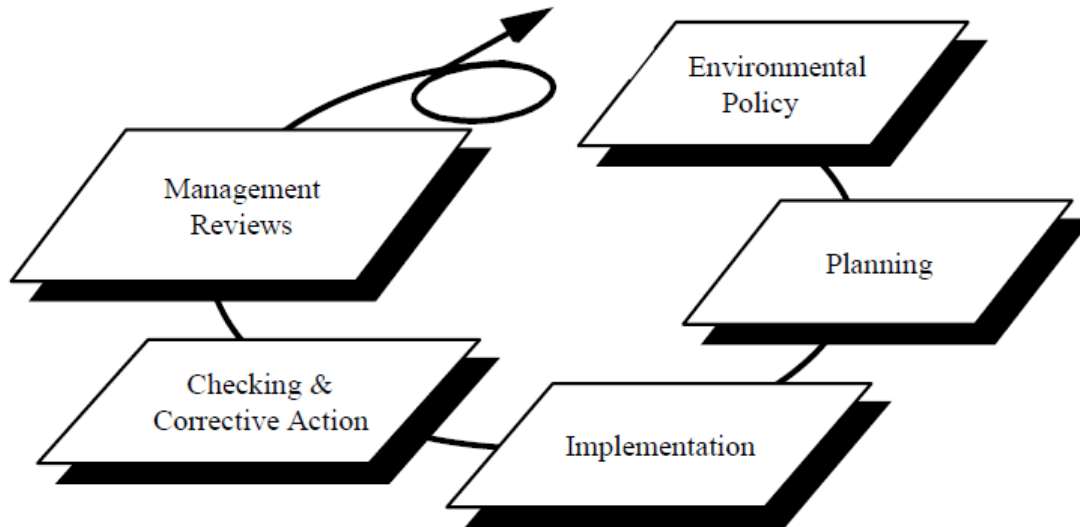 Environmental
Policy
Management
Reviews
Planning
Checking &
Corrective Action
Implementation